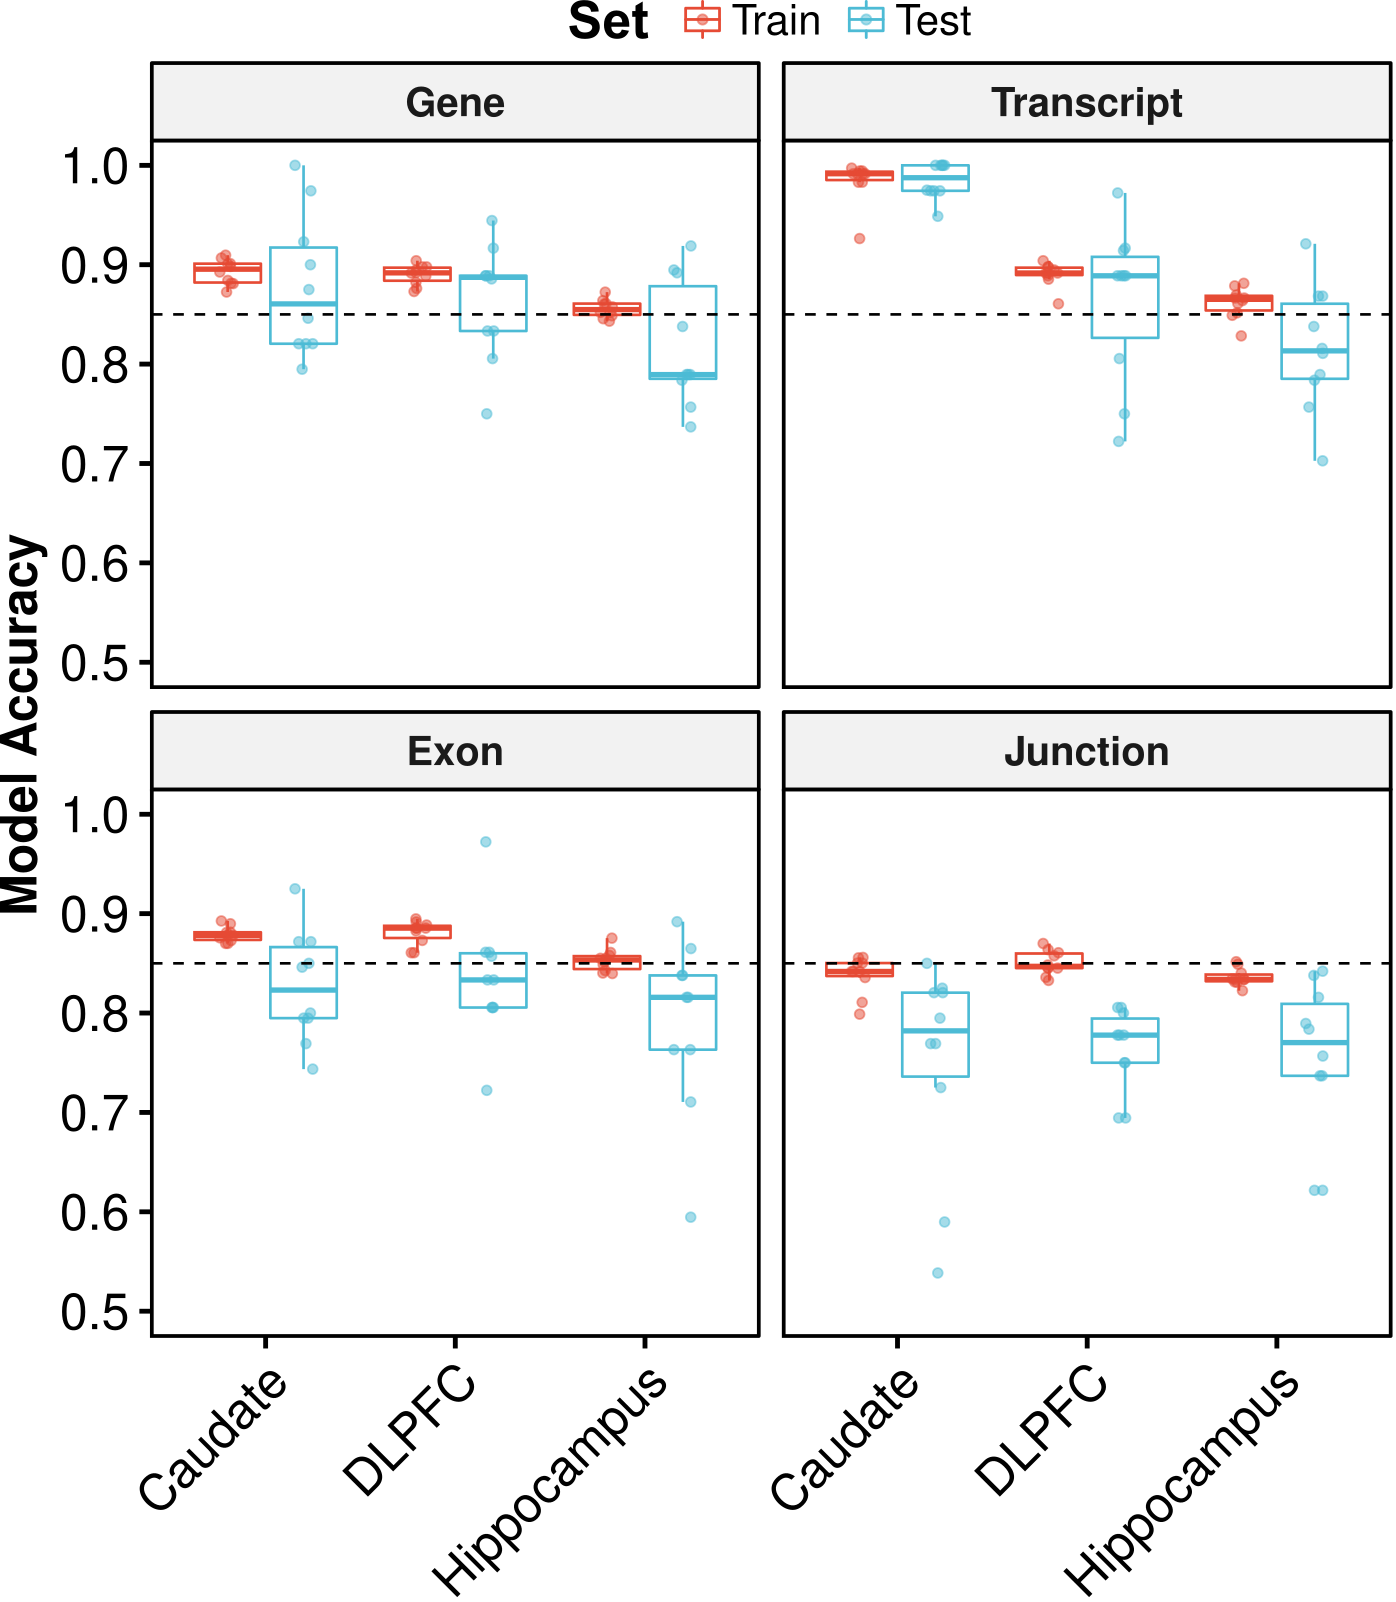 Set Train Test
Gene
Transcript
1.0
0.9
0.8
0.7
0.6
0.5
Model Accuracy
Exon
Junction
1.0
0.9
0.8
0.7
0.6
0.5
Caudate
DLPFC
Hippocampus
Caudate
DLPFC
Hippocampus